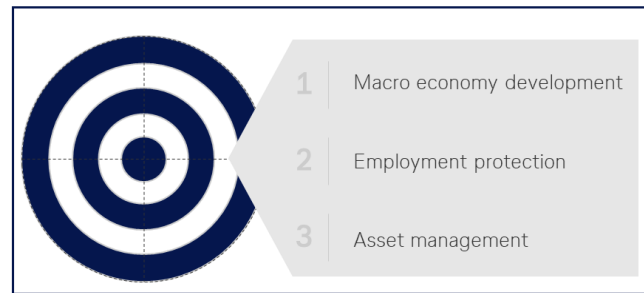 1 Macro economy development
2 Employment protection
3 Asset management